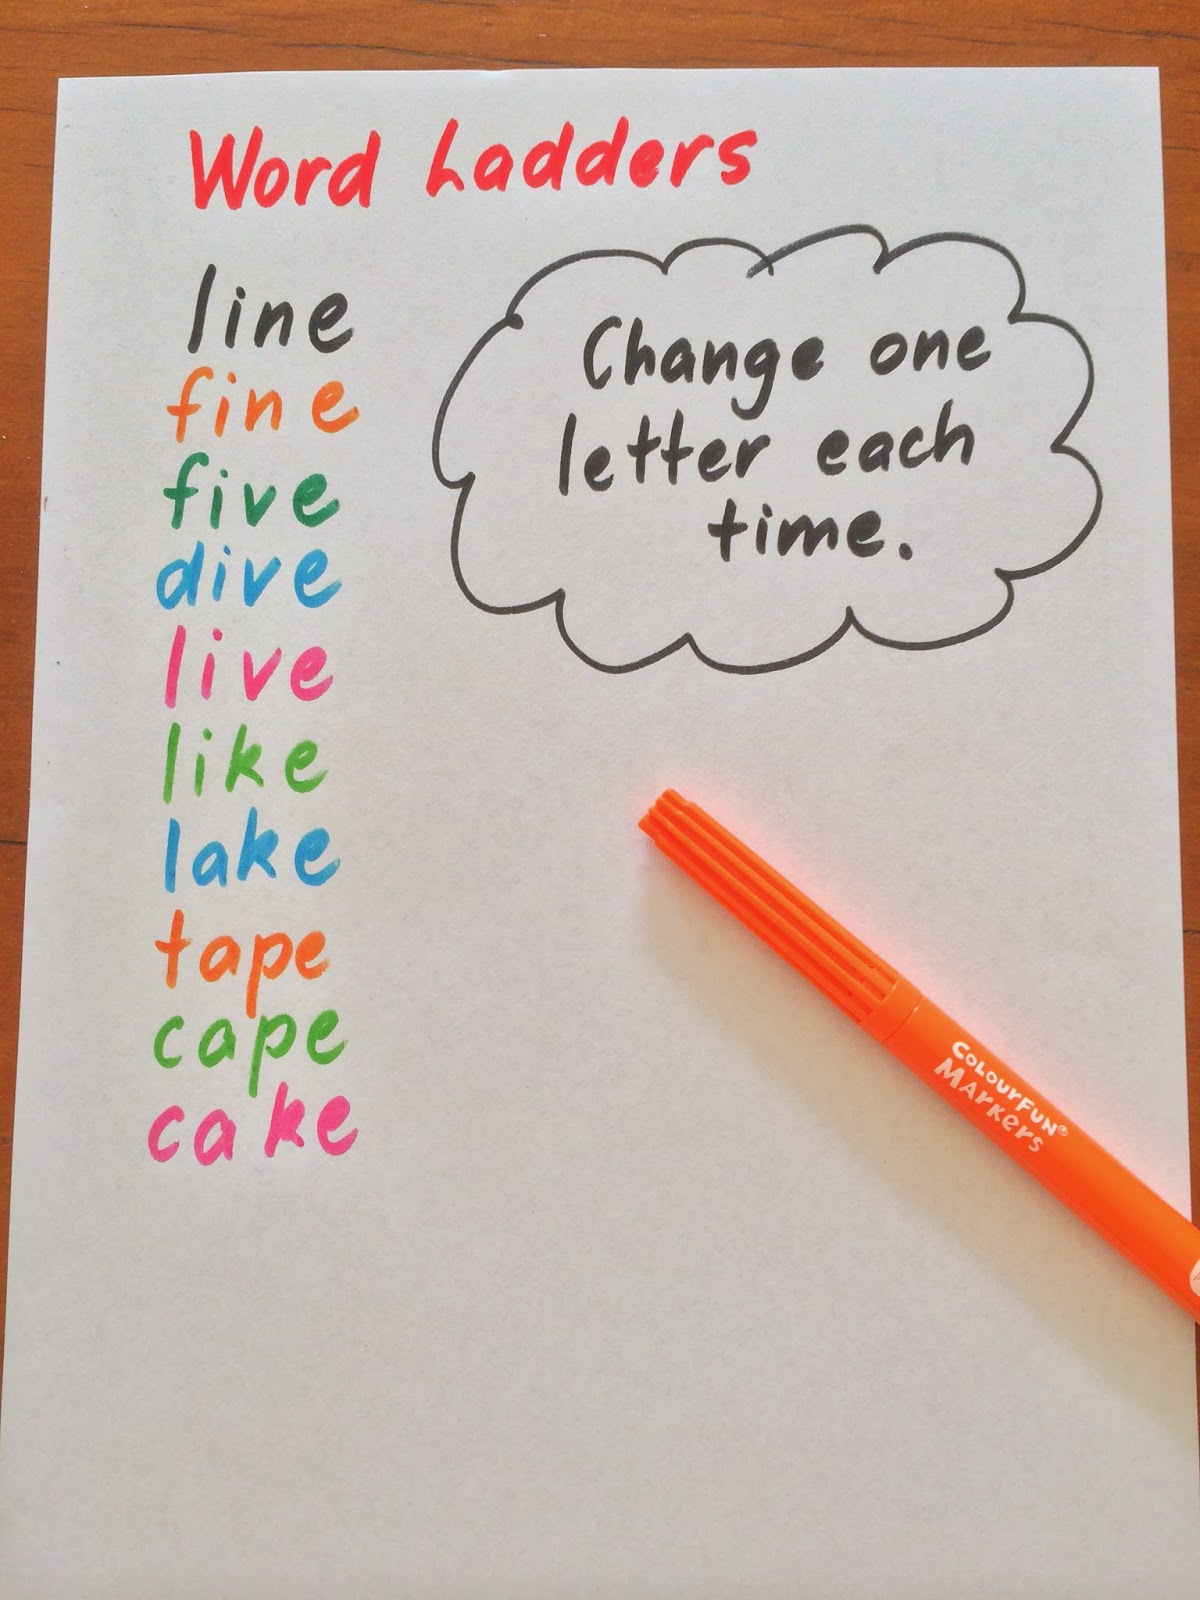 Word Ladders
line
fine
five
dive
live
like
lake
tape
cape
cake
Change one
letter each
time.
COLOURFUN®
MARKERS